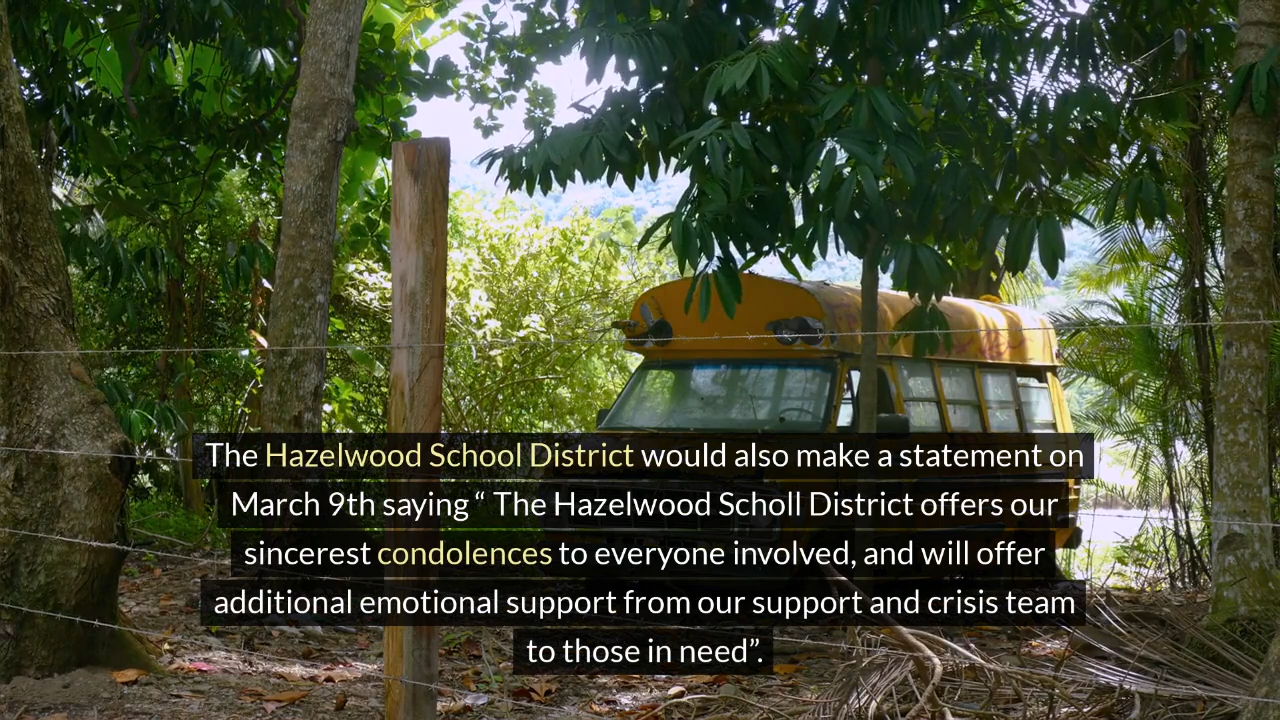 The Hazelwood School District would also make a statement on
March 9th saying “ The Hazelwood Scholl District offers our
sincerest condolences to everyone involved, and will offer
additional emotional support from our support and crisis team
to those in need”.